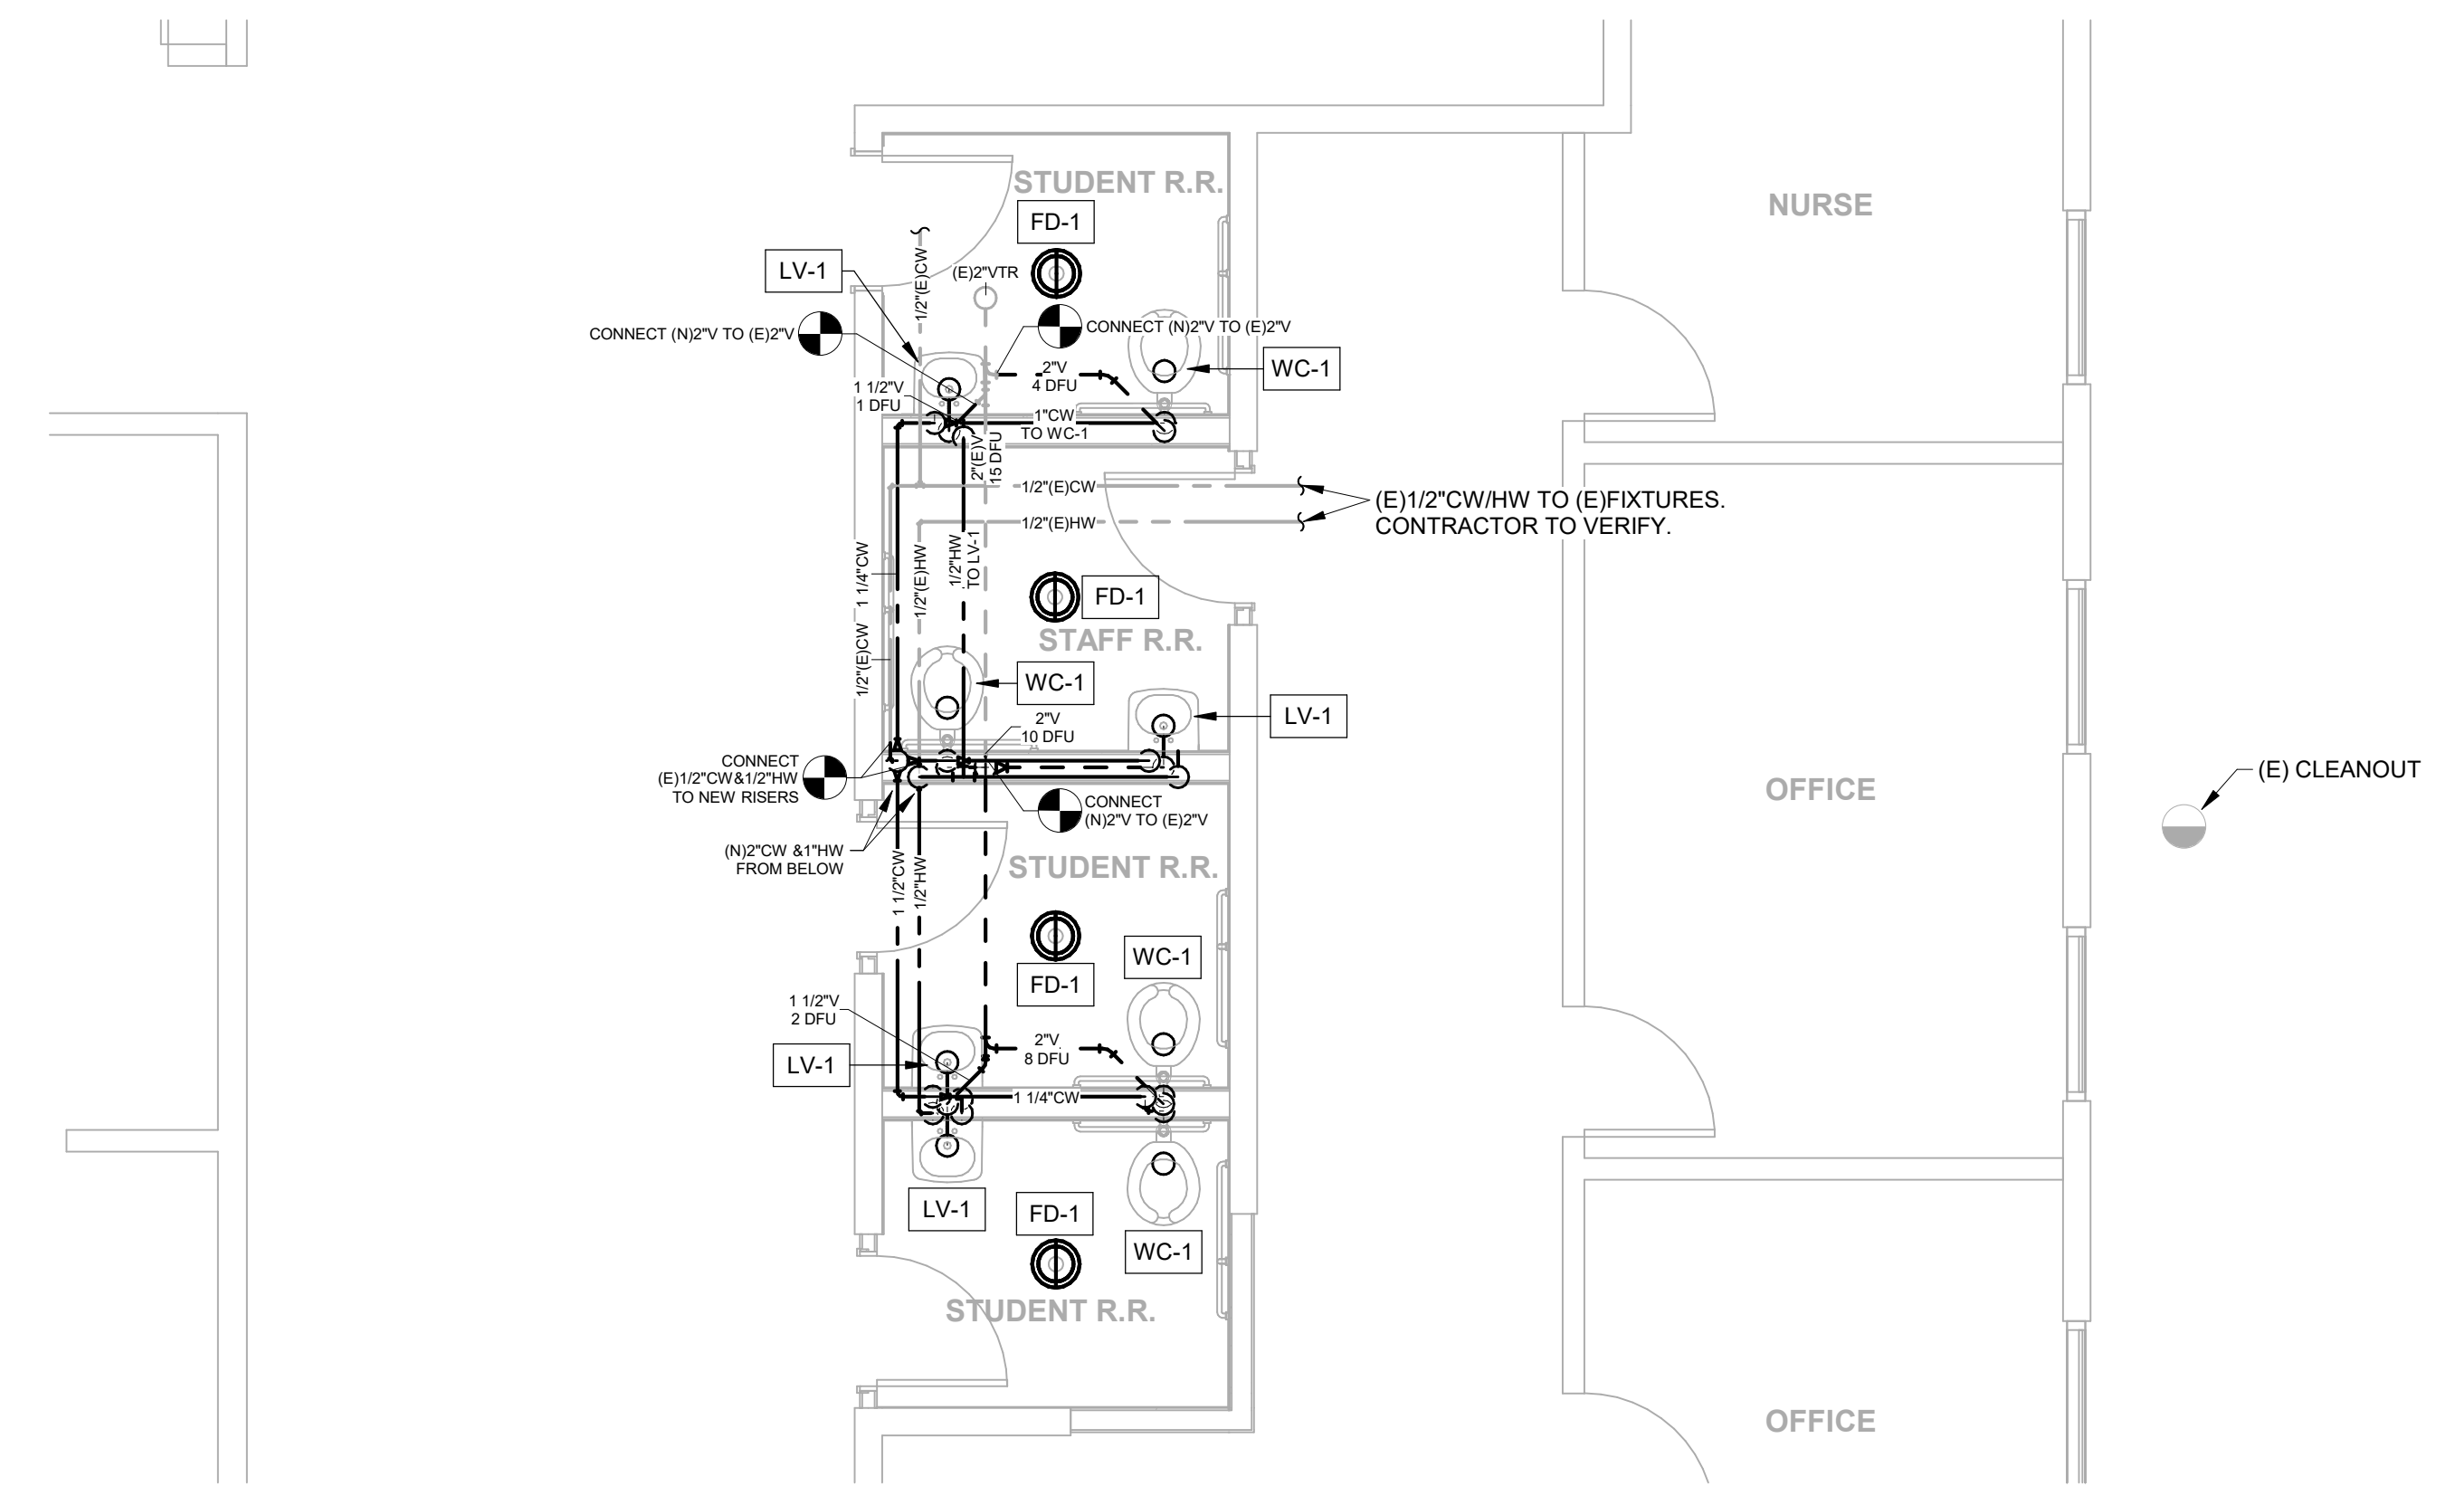 STUDENT R.R.
NURSE
FD-1
LV-1
1/2"(E)CW
(E)2"VTR
CONNECT (N)2"V TO (E)2"V
CONNECT (N)2"V TO (E)2"V
WC-1
2"V
4 DFU
1 1/2"V
1 DFU
1"CW
TO WC-1
2"(E)V
15 DFU
1/2"(E)CW
1/2"(E)HW
(E)1/2"CW/HW TO (E)FIXTURES.
CONTRACTOR TO VERIFY.
1 1/4"CW
1/2"(E)HW
1/2"HW
TO LV-1
FD-1
STAFF R.R.
1/2"(E)CW
WC-1
LV-1
2"V
10 DFU
CONNECT
(E)1/2"CW&1/2"HW
TO NEW RISERS
(E) CLEANOUT
OFFICE
CONNECT
(N)2"V TO (E)2"V
(N)2"CW &1"HW
FROM BELOW
STUDENT R.R.
1 1/2"CW
1/2"HW
WC-1
FD-1
1 1/2"V
2 DFU
2"V
8 DFU
LV-1
1 1/4"CW
LV-1
FD-1
WC-1
STUDENT R.R.
OFFICE